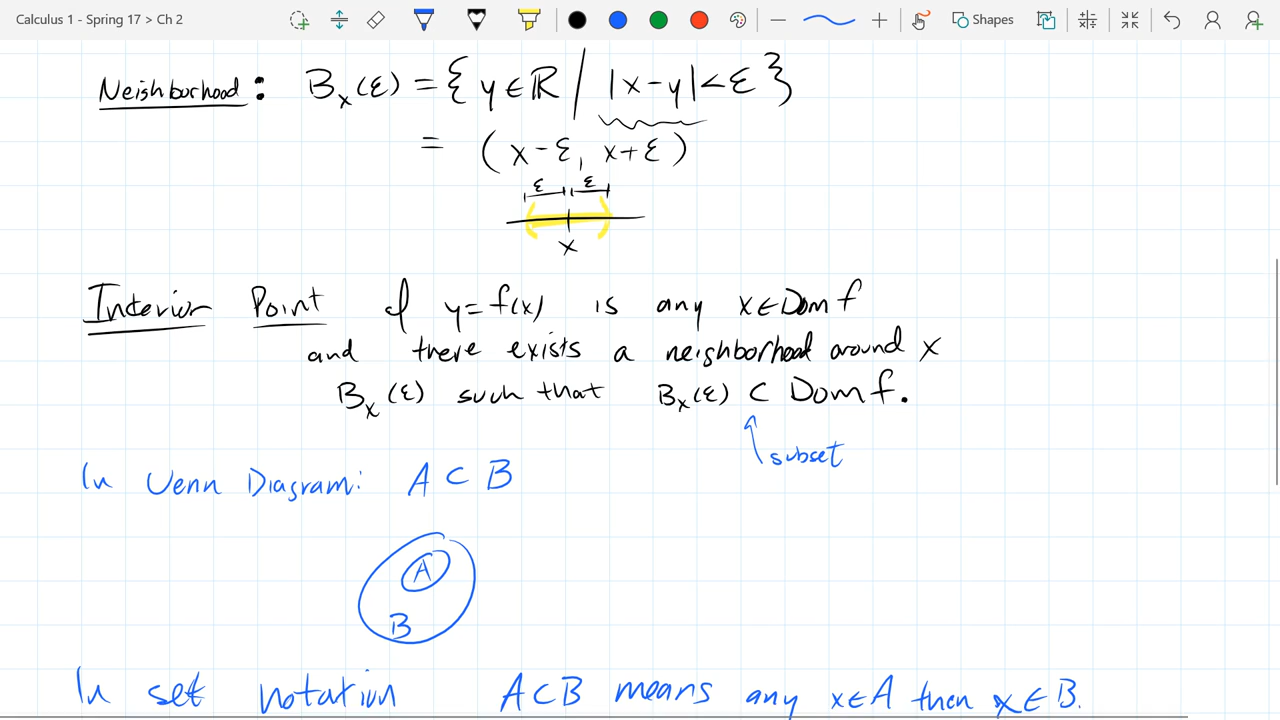 Calculus 1 - Spring 17 > Ch 2
Shapes
Neighborhood: Bₓ(ε) = { y ∈ ℝ / |x-y| < ε }
= (x-ε, x+ε)
ε ε
x
Interior Point of y=f(x) is any x ∈ Dom f
and there exists a neighborhood around x
Bₓ(ε) such that Bₓ(ε) ⊂ Dom f.
subset
In Venn Diagram: A ⊂ B
A
B
In set notation A⊂B means any x∈A then x∈B.